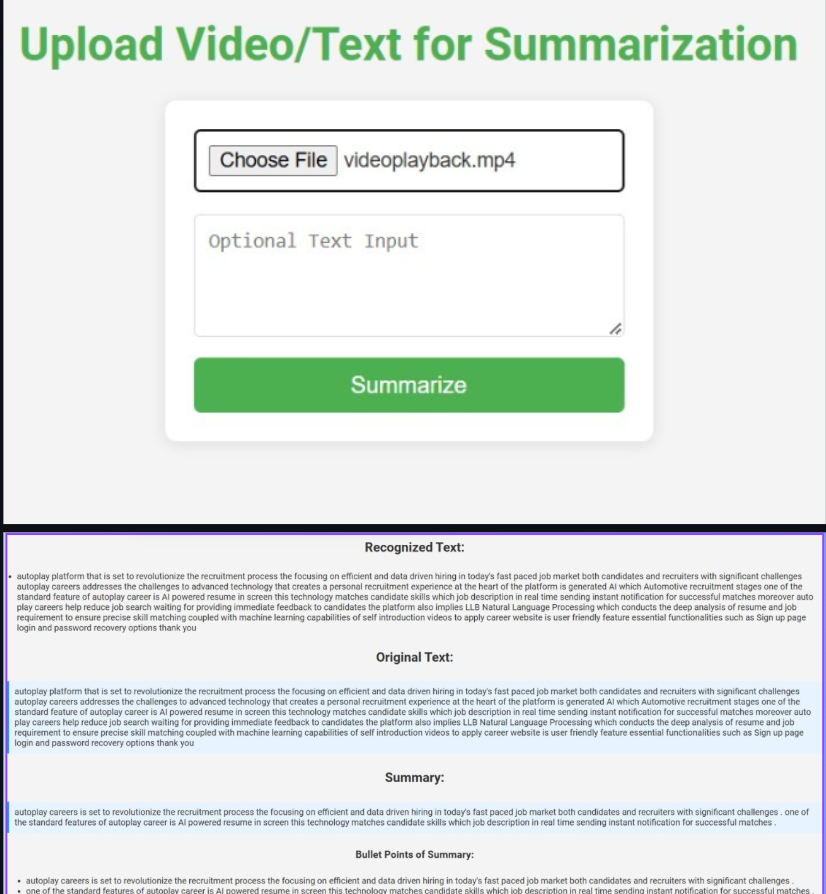 Upload Video/Text for Summarization
Choose File videoplayback.mp4
Optional Text Input
Summarize
Recognized Text:
• autoplay platform that is set to revolutionize the recruitment process the focusing on efficient and data driven hiring in today's fast paced job market both candidates and recruiters with significant challenges
autoplay careers addresses the challenges to advanced technology that creates a personal recruitment experience at the heart of the platform is generated AI which Automotive recruitment stages one of the
standard feature of autoplay career is AI powered resume in screen this technology matches candidate skills which job description in real time sending instant notification for successful matches moreover auto
play careers help reduce job search waiting for providing immediate feedback to candidates the platform also implies LLB Natural Language Processing which conducts the deep analysis of resume and job
requirement to ensure precise skill matching coupled with machine learning capabilities of self introduction videos to apply career website is user friendly feature essential functionalities such as Sign up page
login and password recovery options thank you
Original Text:
autoplay platform that is set to revolutionize the recruitment process the focusing on efficient and data driven hiring in today's fast paced job market both candidates and recruiters with significant challenges
autoplay careers addresses the challenges to advanced technology that creates a personal recruitment experience at the heart of the platform is generated AI which Automotive recruitment stages one of the
standard feature of autoplay career is AI powered resume in screen this technology matches candidate skills which job description in real time sending instant notification for successful matches moreover auto
play careers help reduce job search waiting for providing immediate feedback to candidates the platform also implies LLB Natural Language Processing which conducts the deep analysis of resume and job
requirement to ensure precise skill matching coupled with machine learning capabilities of self introduction videos to apply career website is user friendly feature essential functionalities such as Sign up page
login and password recovery options thank you
Summary:
autoplay careers is set to revolutionize the recruitment process the focusing on efficient and data driven hiring in today's fast paced job market both candidates and recruiters with significant challenges . one of
the standard features of autoplay career is AI powered resume in screen this technology matches candidate skills which job description in real time sending instant notification for successful matches .
Bullet Points of Summary:
• autoplay careers is set to revolutionize the recruitment process the focusing on efficient and data driven hiring in today's fast paced job market both candidates and recruiters with significant challenges .
• one of the standard features of autoplay career is AI powered resume in screen this technology matches candidate skills which job description in real time sending instant notification for successful matches .